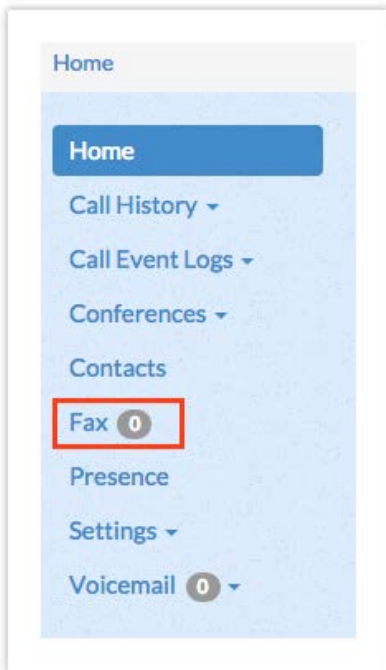 Home
Home
Call History
Call Event Logs
Conferences
Contacts
Fax 0
Presence
Settings
Voicemail 0